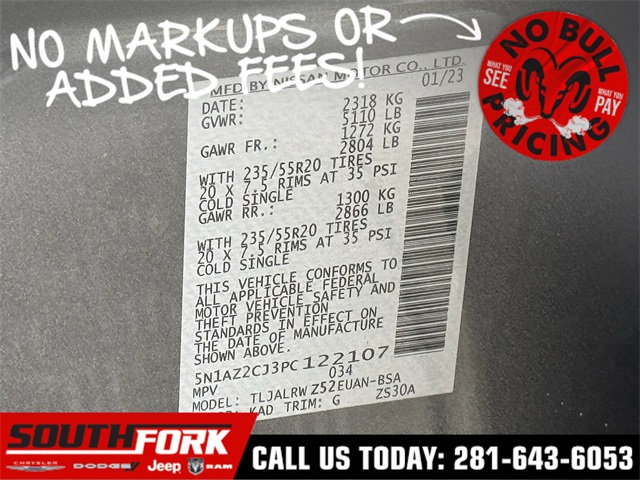 NO MARKUPS OR
ADDED FEES!
NO BULL
WHAT YOU SEE
WHAT YOU PAY
PRICING
MFD BY NISSAN MOTOR CO., LTD.
DATE: 01/23
GVWR: 2318 KG
5110 LB
GAWR FR.: 1272 KG
2804 LB
WITH 235/55R20 TIRES
20 X 7.5 RIMS AT 35 PSI
COLD SINGLE
GAWR RR.: 1300 KG
2866 LB
WITH 235/55R20 TIRES
20 X 7.5 RIMS AT 35 PSI
COLD SINGLE
THIS VEHICLE CONFORMS TO
ALL APPLICABLE FEDERAL
MOTOR VEHICLE SAFETY AND
THEFT PREVENTION
STANDARDS IN EFFECT ON
THE DATE OF MANUFACTURE
SHOWN ABOVE.
5N1AZ2CJ3PC122107
MPV 034
MODEL: TLJALRWZ52EUAN-BSA
KAD TRIM: G ZS30A
SOUTHFORK
CHRYSLER DODGE Jeep RAM
CALL US TODAY: 281-643-6053